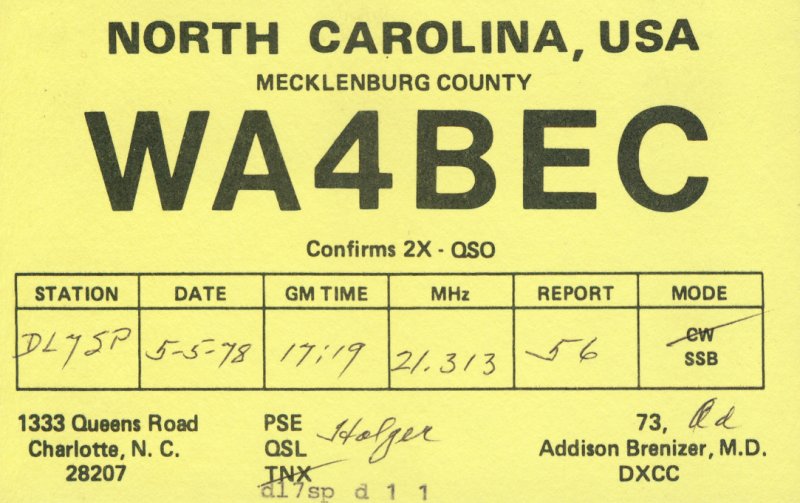 NORTH CAROLINA, USA
MECKLENBURG COUNTY
WA4BEC
Confirms 2X - QSO
STATION DATE GM TIME MHz REPORT MODE
DL7SP 5-5-78 17:19 21.313 56 CW
SSB
1333 Queens Road
Charlotte, N. C.
28207
PSE
QSL Holger
TNX
dl7sp d 1 1
73, Ad
Addison Brenizer, M.D.
DXCC